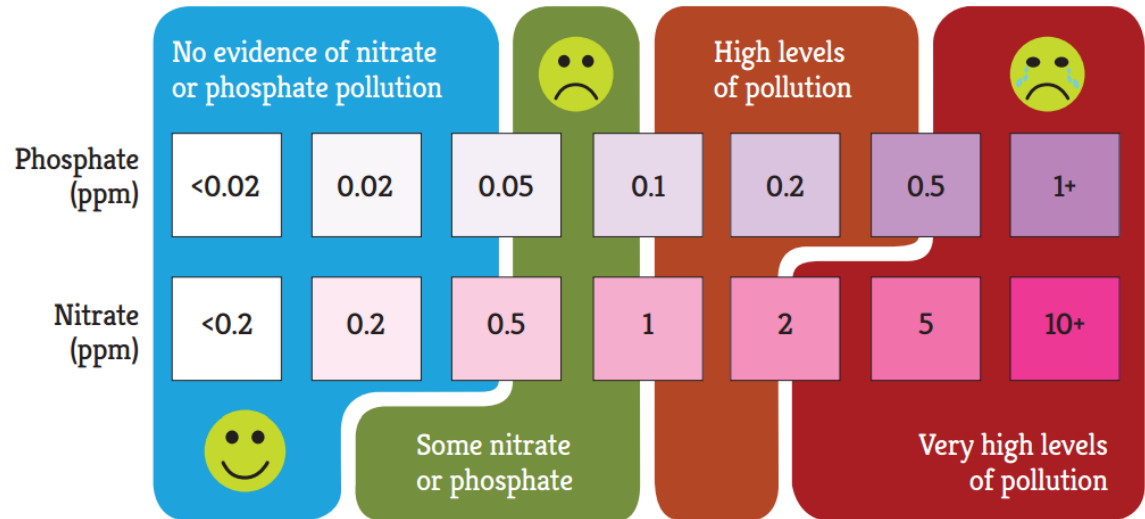 No evidence of nitrate
or phosphate pollution
High levels
of pollution
Phosphate
(ppm)
<0.02
0.02
0.05
0.1
0.2
0.5
1+
Nitrate
(ppm)
<0.2
0.2
0.5
1
2
5
10+
Some nitrate
or phosphate
Very high levels
of pollution